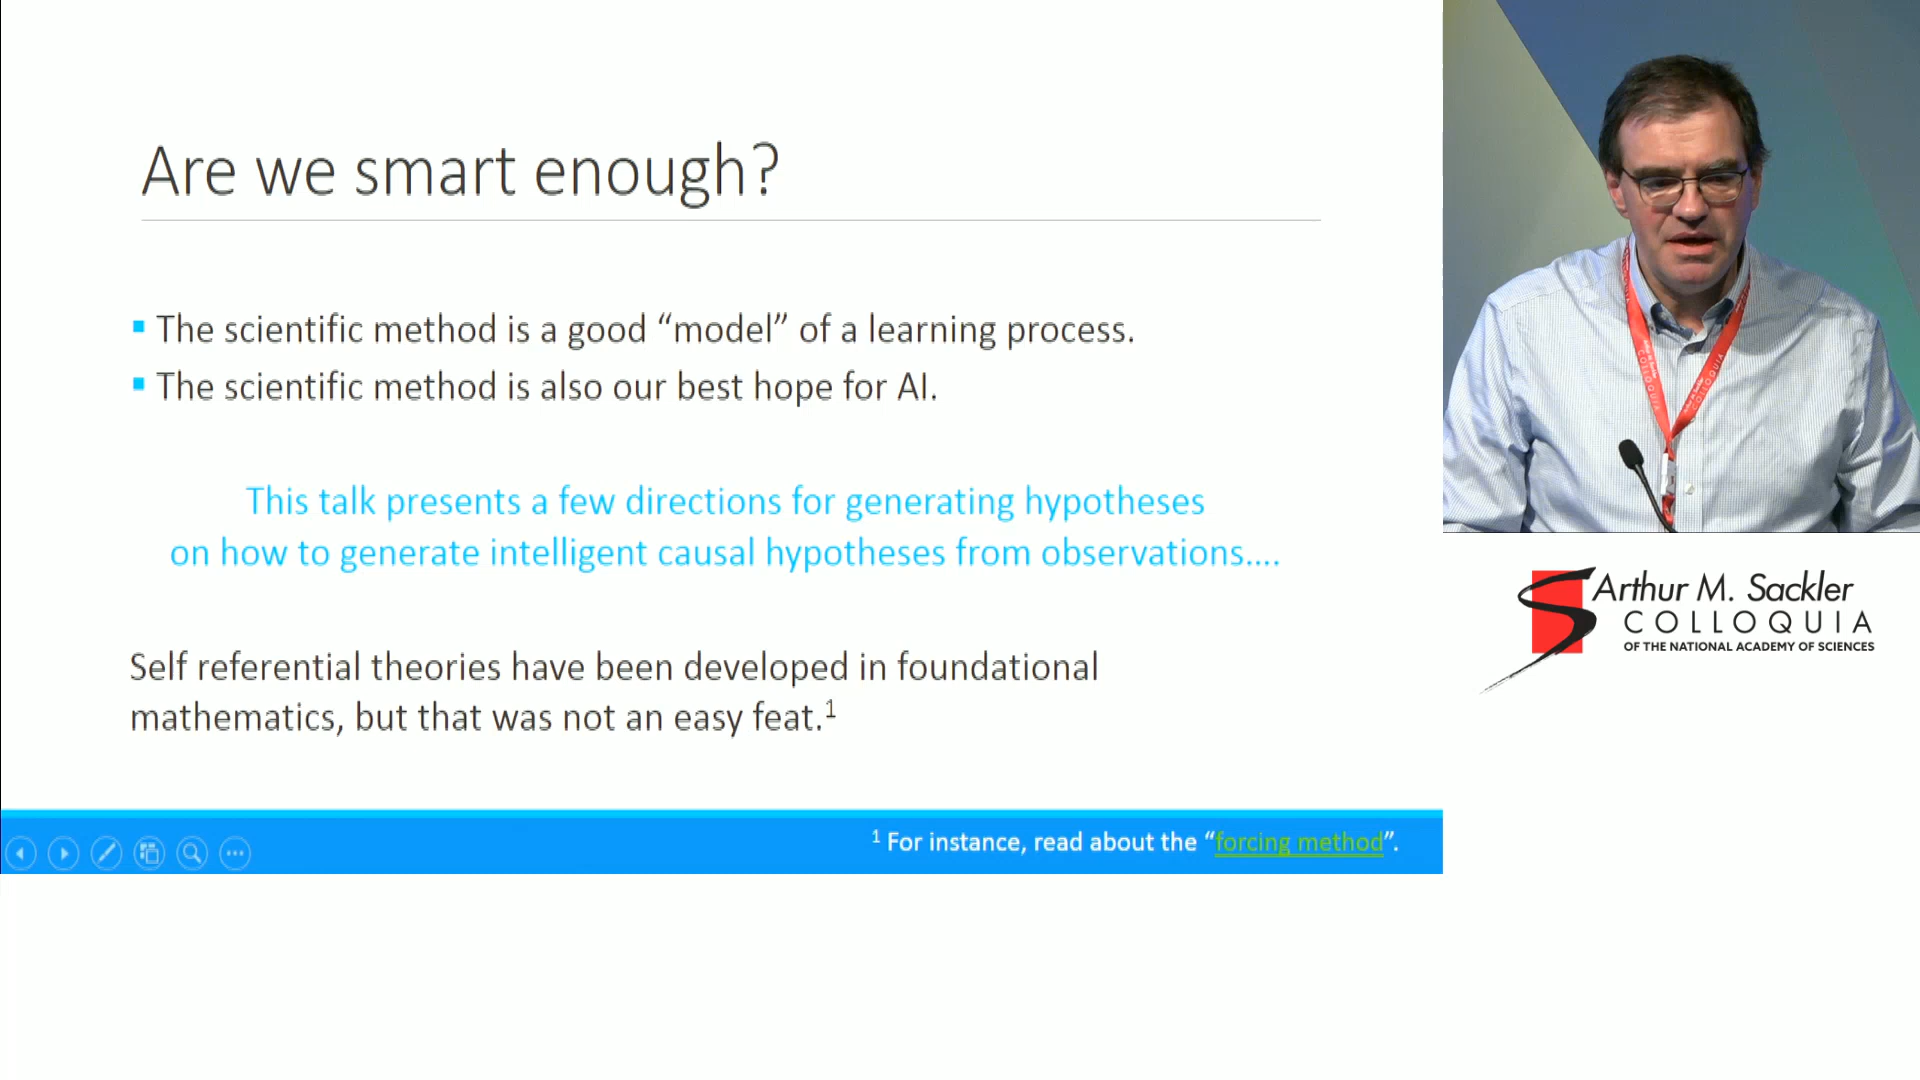 Are we smart enough?
The scientific method is a good “model” of a learning process.
The scientific method is also our best hope for AI.
This talk presents a few directions for generating hypotheses
on how to generate intelligent causal hypotheses from observations....
Self referential theories have been developed in foundational
mathematics, but that was not an easy feat.¹
¹ For instance, read about the “forcing method”.
COLLOQUIA
COLLOQUIA
Arthur M. Sackler
COLLOQUIA
OF THE NATIONAL ACADEMY OF SCIENCES